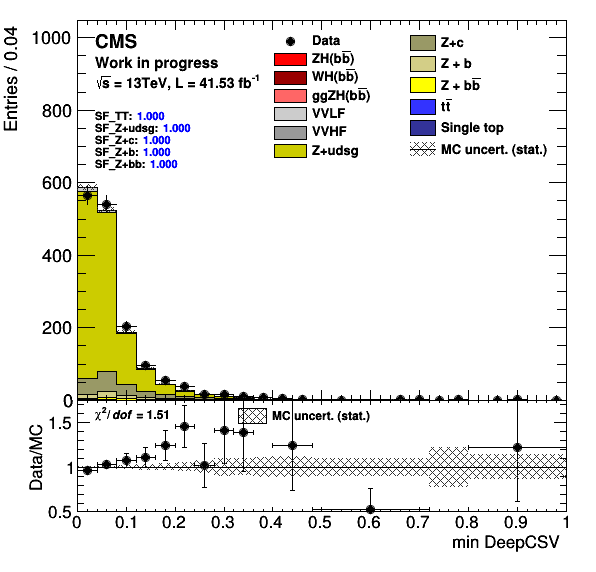 Entries / 0.04
1000
800
600
400
200
0
CMS
Work in progress
√s = 13TeV, L = 41.53 fb⁻¹
SF_TT: 1.000
SF_Z+udsg: 1.000
SF_Z+c: 1.000
SF_Z+b: 1.000
SF_Z+bb: 1.000
Data
ZH(bb̅)
WH(bb̅)
ggZH(bb̅)
VVLF
VVHF
Z+udsg
Z+c
Z + b
Z + bb̅
tt̅
Single top
MC uncert. (stat.)
Data/MC
1.5
1
0.5
χ²/dof = 1.51
MC uncert. (stat.)
0 0.1 0.2 0.3 0.4 0.5 0.6 0.7 0.8 0.9 1
min DeepCSV